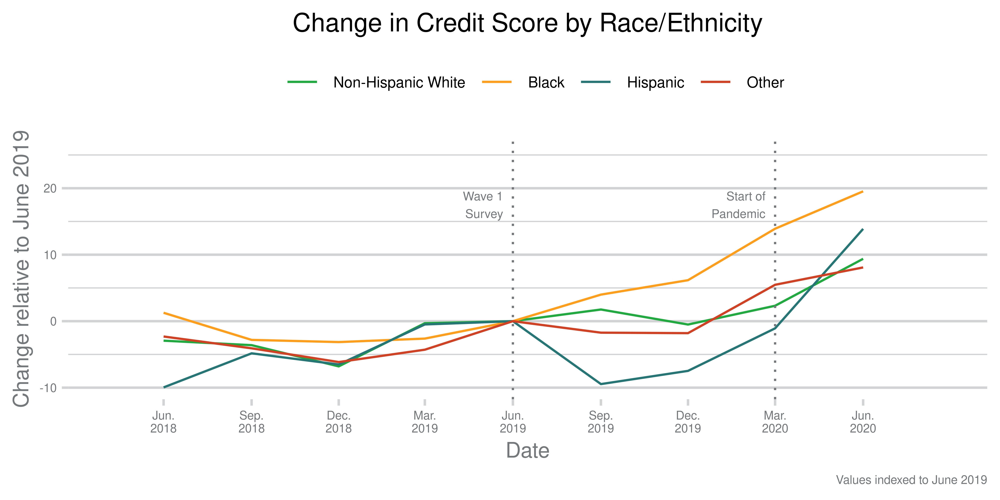 Change in Credit Score by Race/Ethnicity
Non-Hispanic White Black Hispanic Other
Change relative to June 2019
20
10
0
-10
Wave 1
Survey
Start of
Pandemic
Jun. Sep. Dec. Mar. Jun. Sep. Dec. Mar. Jun.
2018 2018 2018 2019 2019 2019 2019 2020 2020
Date
Values indexed to June 2019